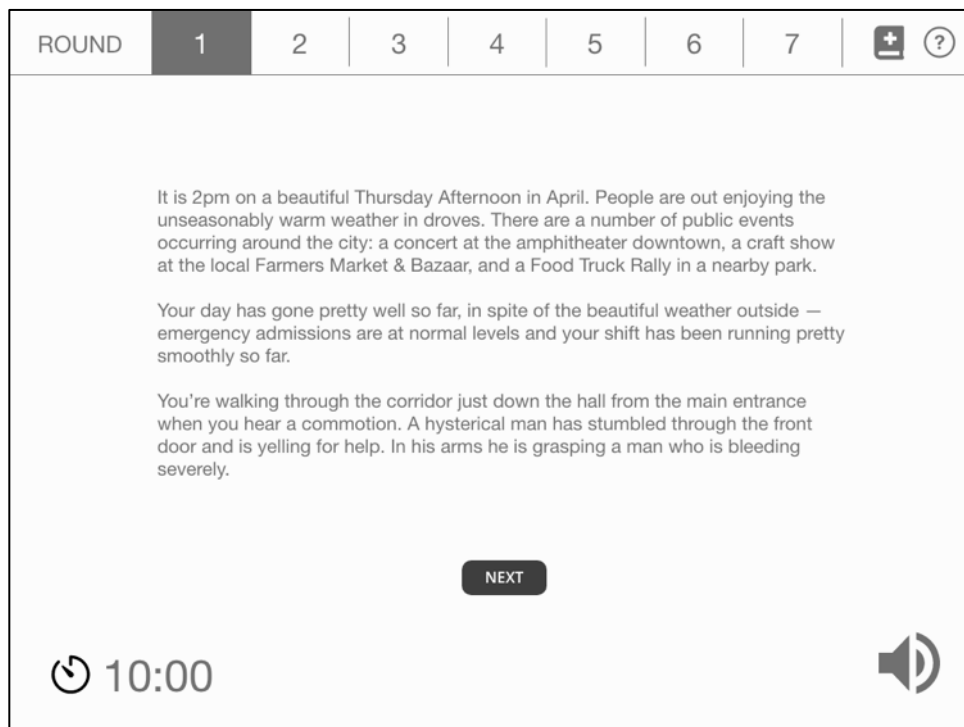 ROUND 1 2 3 4 5 6 7 ?
It is 2pm on a beautiful Thursday Afternoon in April. People are out enjoying the
unseasonably warm weather in droves. There are a number of public events
occurring around the city: a concert at the amphitheater downtown, a craft show
at the local Farmers Market & Bazaar, and a Food Truck Rally in a nearby park.
Your day has gone pretty well so far, in spite of the beautiful weather outside —
emergency admissions are at normal levels and your shift has been running pretty
smoothly so far.
You’re walking through the corridor just down the hall from the main entrance
when you hear a commotion. A hysterical man has stumbled through the front
door and is yelling for help. In his arms he is grasping a man who is bleeding
severely.
NEXT
10:00